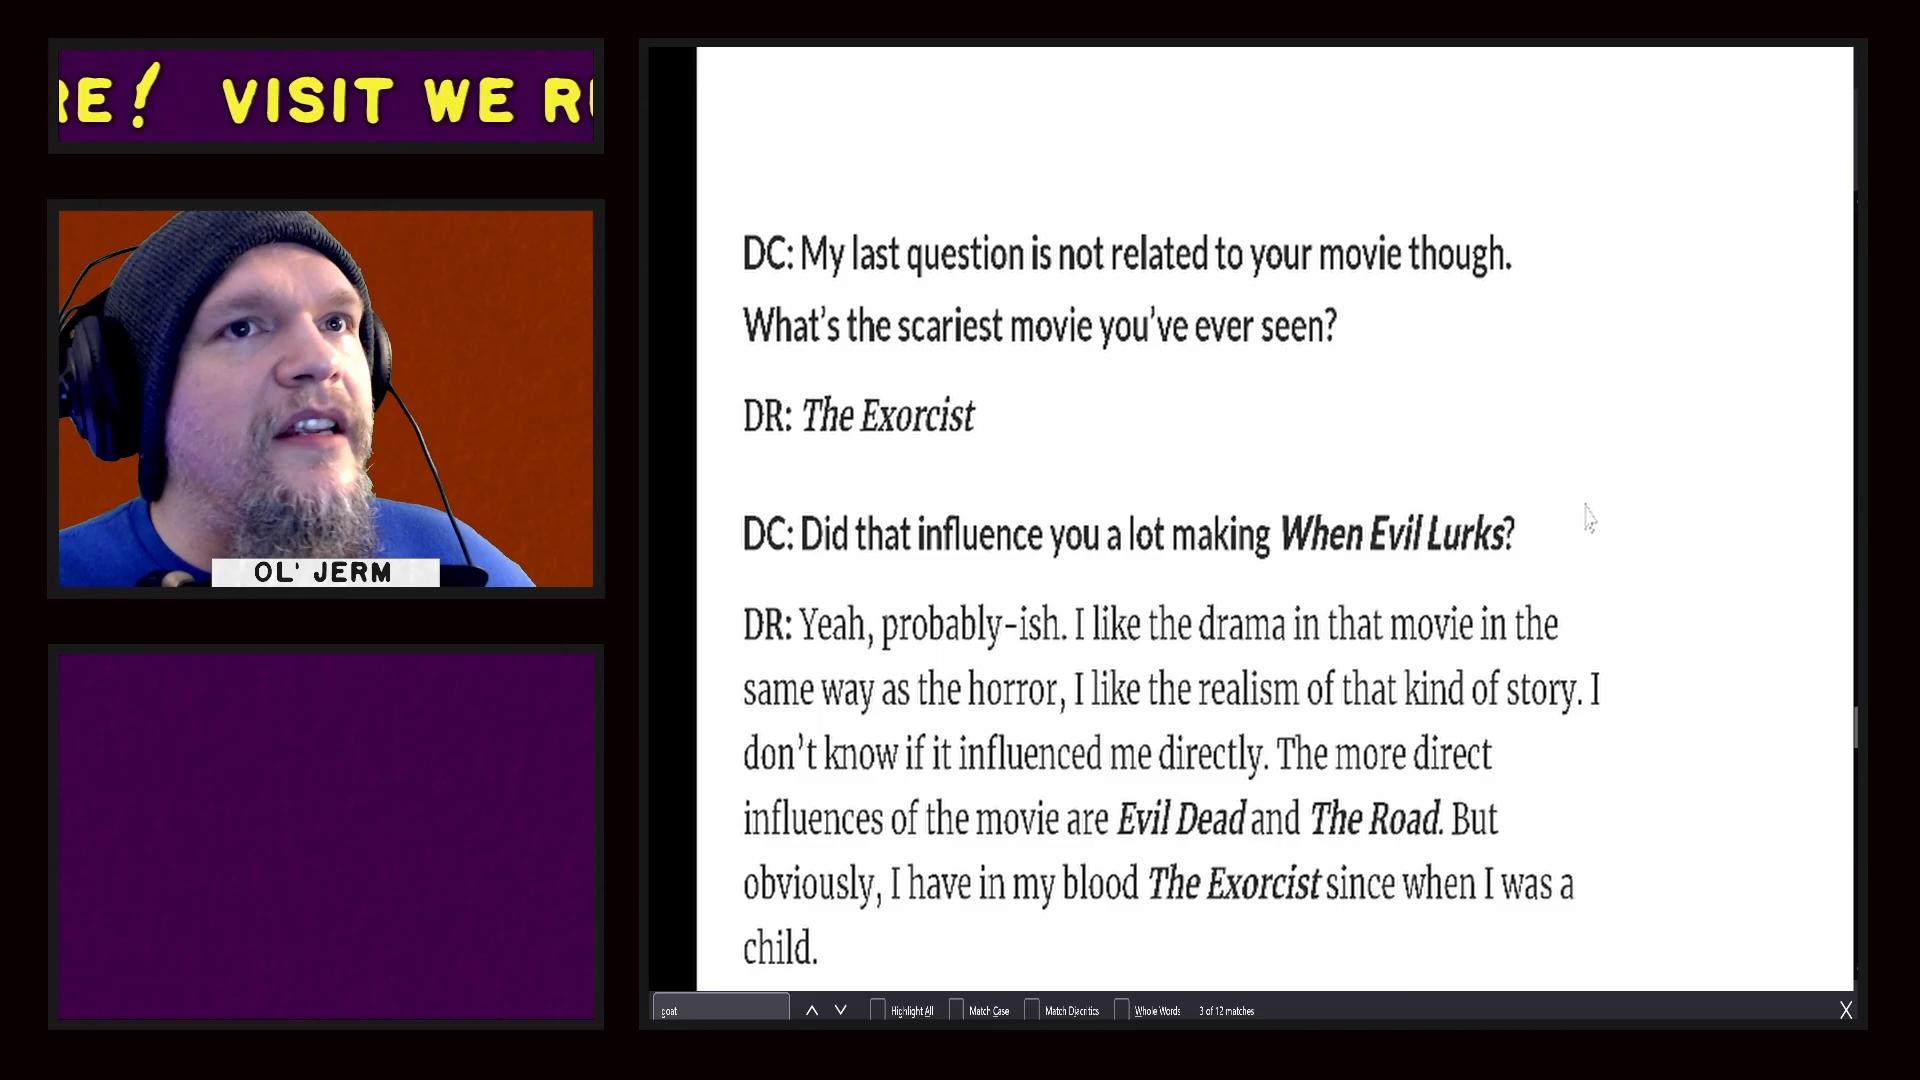 RE! VISIT WE R
OL' JERM
DC: My last question is not related to your movie though.
What's the scariest movie you've ever seen?
DR: The Exorcist
DC: Did that influence you a lot making When Evil Lurks?
DR: Yeah, probably-ish. I like the drama in that movie in the
same way as the horror, I like the realism of that kind of story. I
don't know if it influenced me directly. The more direct
influences of the movie are Evil Dead and The Road. But
obviously, I have in my blood The Exorcist since when I was a
child.
goat Highlight All Match Case Match Diacritics Whole Words 3 of 12 matches